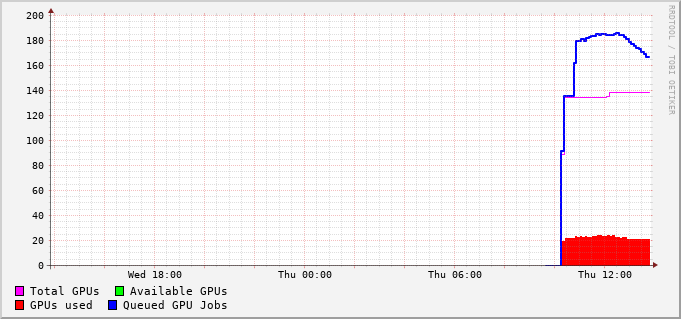 200
180
160
140
120
100
80
60
40
20
0
Wed 18:00 Thu 00:00 Thu 06:00 Thu 12:00
Total GPUs Available GPUs
GPUs used Queued GPU Jobs
RRDTOOL / TOBI OETIKER